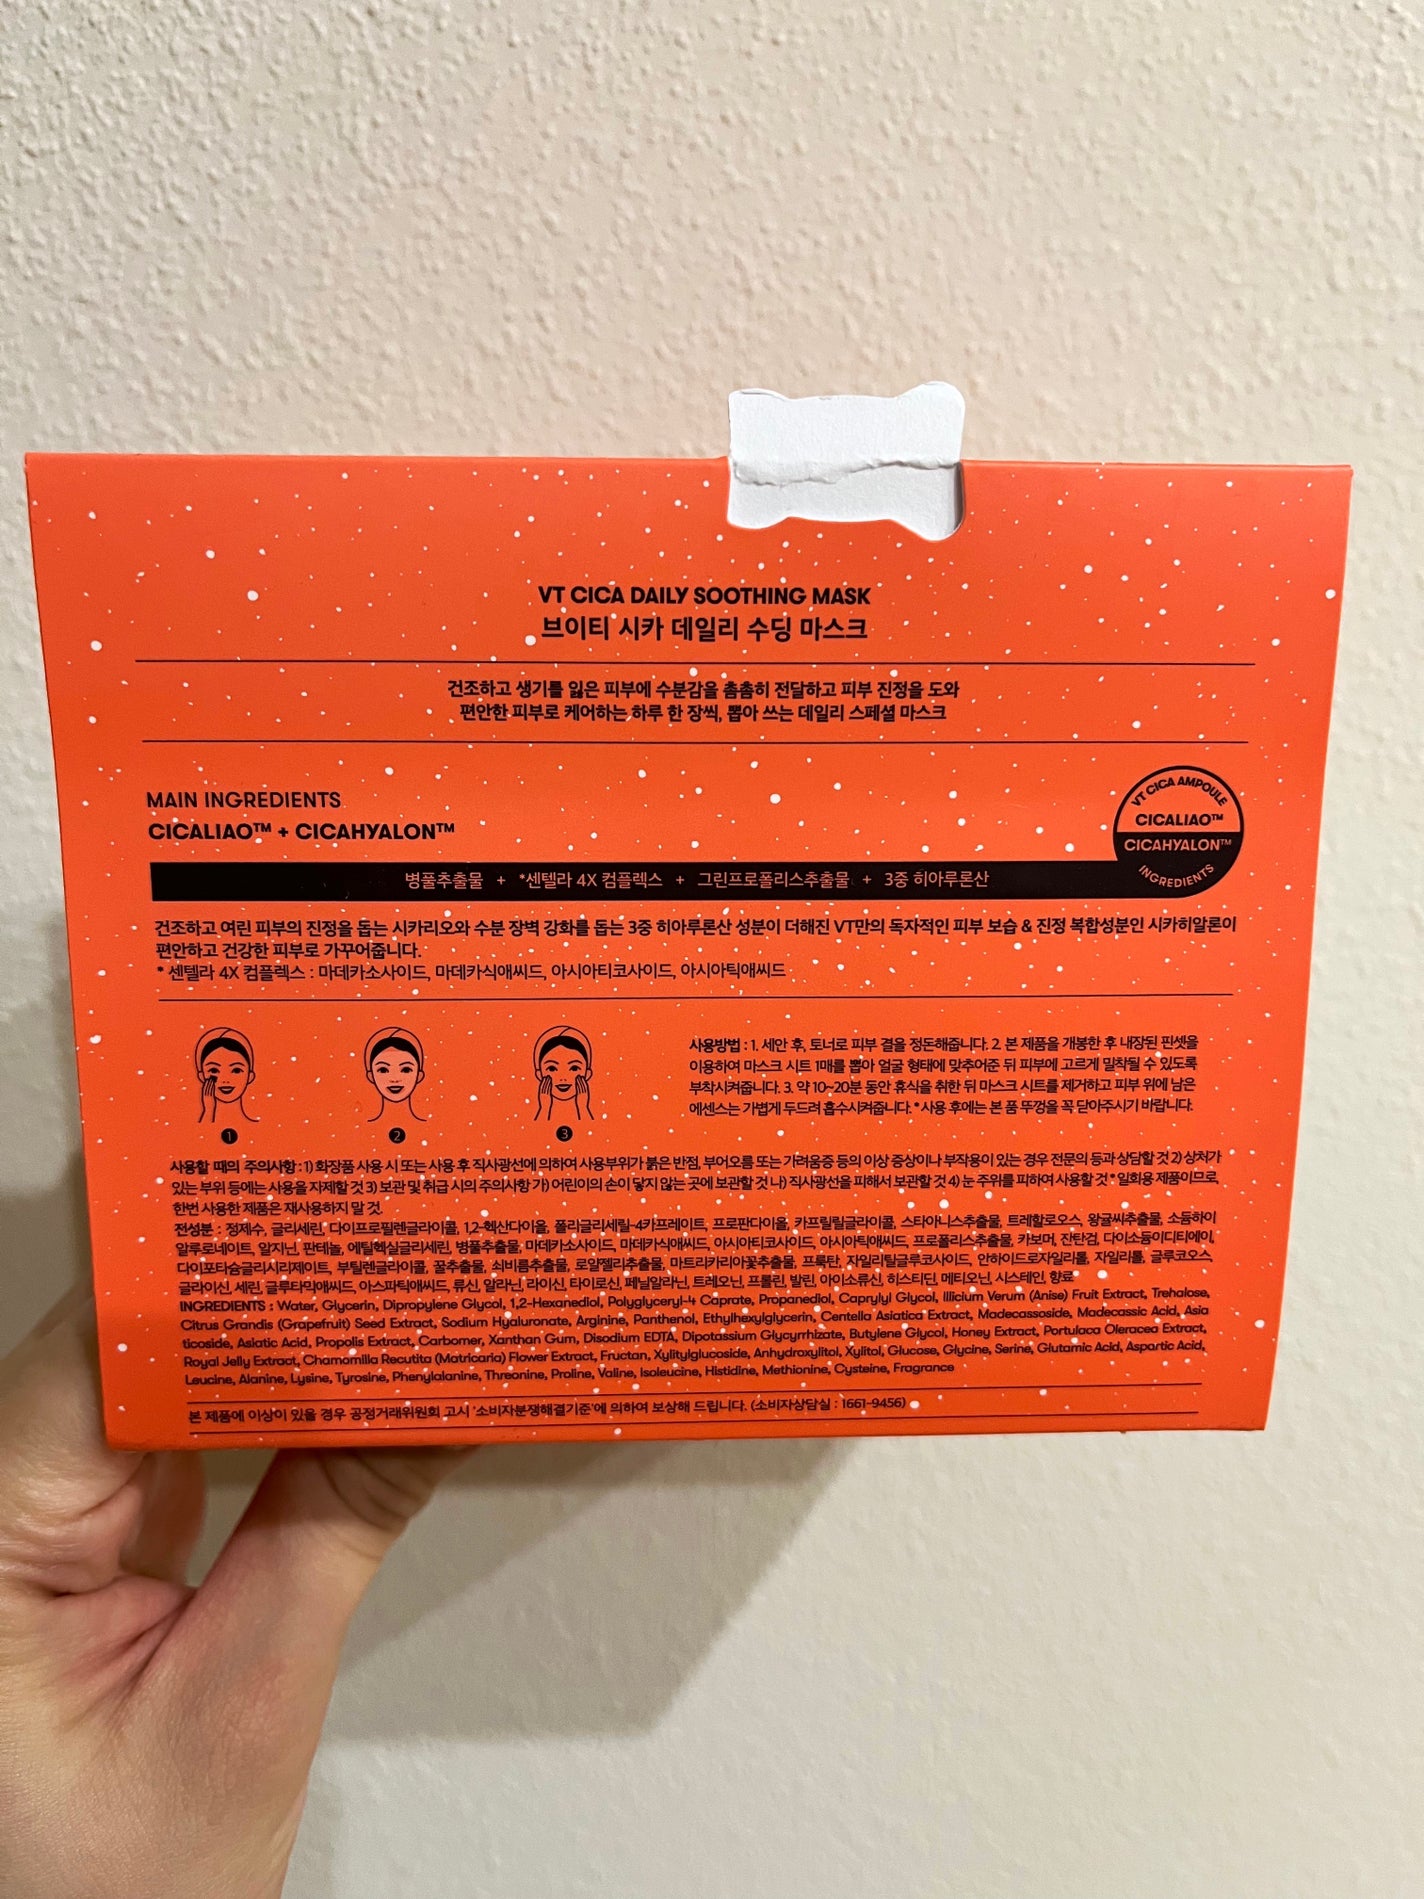 VT CICA DAILY SOOTHING MASK
브이티 시카 데일리 수딩 마스크
건조하고 생기를 잃은 피부에 수분감을 촘촘히 전달하고 피부 진정을 도와
편안한 피부로 케어하는 하루 한 장씩, 뽑아 쓰는 데일리 스페셜 마스크
MAIN INGREDIENTS
CICALIAO™ + CICAHYALON™
VT CICA AMPOULE
CICALIAO™
CICAHYALON™
INGREDIENTS
병풀추출물 + *센텔라 4X 컴플렉스 + 그린프로폴리스추출물 + 3중 히아루론산
건조하고 여린 피부의 진정을 돕는 시카리오와 수분 장벽 강화를 돕는 3중 히아루론산 성분이 더해진 VT만의 독자적인 피부 보습 & 진정 복합성분인 시카히알론이
편안하고 건강한 피부로 가꾸어줍니다.
* 센텔라 4X 컴플렉스 : 마데카소사이드, 마데카식애씨드, 아시아티코사이드, 아시아틱애씨드
1 2 3
사용방법 : 1. 세안 후, 토너로 피부 결을 정돈해줍니다. 2. 본 제품을 개봉한 후 내장된 핀셋을
이용하여 마스크 시트 1매를 뽑아 얼굴 형태에 맞추어준 뒤 피부에 고르게 밀착될 수 있도록
부착시켜줍니다. 3. 약 10~20분 동안 휴식을 취한 뒤 마스크 시트를 제거하고 피부 위에 남은
에센스는 가볍게 두드려 흡수시켜줍니다. * 사용 후에는 본 품 뚜껑을 꼭 닫아주시기 바랍니다.
사용할 때의 주의사항 : 1) 화장품 사용 시 또는 사용 후 직사광선에 의하여 사용부위가 붉은 반점, 부어오름 또는 가려움증 등의 이상 증상이나 부작용이 있는 경우 전문의 등과 상담할 것 2) 상처가
있는 부위 등에는 사용을 자제할 것 3) 보관 및 취급 시의 주의사항 가) 어린이의 손이 닿지 않는 곳에 보관할 것 나) 직사광선을 피해서 보관할 것 4) 눈 주위를 피하여 사용할 것 * 일회용 제품이므로,
한번 사용한 제품은 재사용하지 말 것.
전성분 : 정제수, 글리세린, 다이프로필렌글라이콜, 1,2-헥산다이올, 폴리글리세릴-4카프레이트, 프로판다이올, 카프릴릴글라이콜, 스타아니스추출물, 트레할로오스, 왕귤씨추출물, 소듐하이
알루로네이트, 알지닌, 판테놀, 에틸헥실글리세린, 병풀추출물, 마데카소사이드, 마데카식애씨드, 아시아티코사이드, 아시아틱애씨드, 프로폴리스추출물, 카보머, 잔탄검, 다이소듐이디티에이,
다이포타슘글리시리제이트, 부틸렌글라이콜, 꿀추출물, 쇠비름추출물, 로얄젤리추출물, 마트리카리아꽃추출물, 프룩탄, 자일리틸글루코사이드, 안하이드로자일리톨, 자일리톨, 글루코오스,
글라이신, 세린, 글루타믹애씨드, 아스파틱애씨드, 류신, 알라닌, 라이신, 타이로신, 페닐알라닌, 트레오닌, 프롤린, 발린, 아이소류신, 히스티딘, 메티오닌, 시스테인, 향료
INGREDIENTS : Water, Glycerin, Dipropylene Glycol, 1,2-Hexanediol, Polyglyceryl-4 Caprate, Propanediol, Caprylyl Glycol, Illicium Verum (Anise) Fruit Extract, Trehalose,
Citrus Grandis (Grapefruit) Seed Extract, Sodium Hyaluronate, Arginine, Panthenol, Ethylhexylglycerin, Centella Asiatica Extract, Madecassoside, Madecassic Acid, Asia
ticoside, Asiatic Acid, Propolis Extract, Carbomer, Xanthan Gum, Disodium EDTA, Dipotassium Glycyrrhizate, Butylene Glycol, Honey Extract, Portulaca Oleracea Extract,
Royal Jelly Extract, Chamomilla Recutita (Matricaria) Flower Extract, Fructan, Xylitylglucoside, Anhydroxylitol, Xylitol, Glucose, Glycine, Serine, Glutamic Acid, Aspartic Acid,
Leucine, Alanine, Lysine, Tyrosine, Phenylalanine, Threonine, Proline, Valine, Isoleucine, Histidine, Methionine, Cysteine, Fragrance
본 제품에 이상이 있을 경우 공정거래위원회 고시 '소비자분쟁해결기준'에 의하여 보상해 드립니다. (소비자상담실 : 1661-9456)